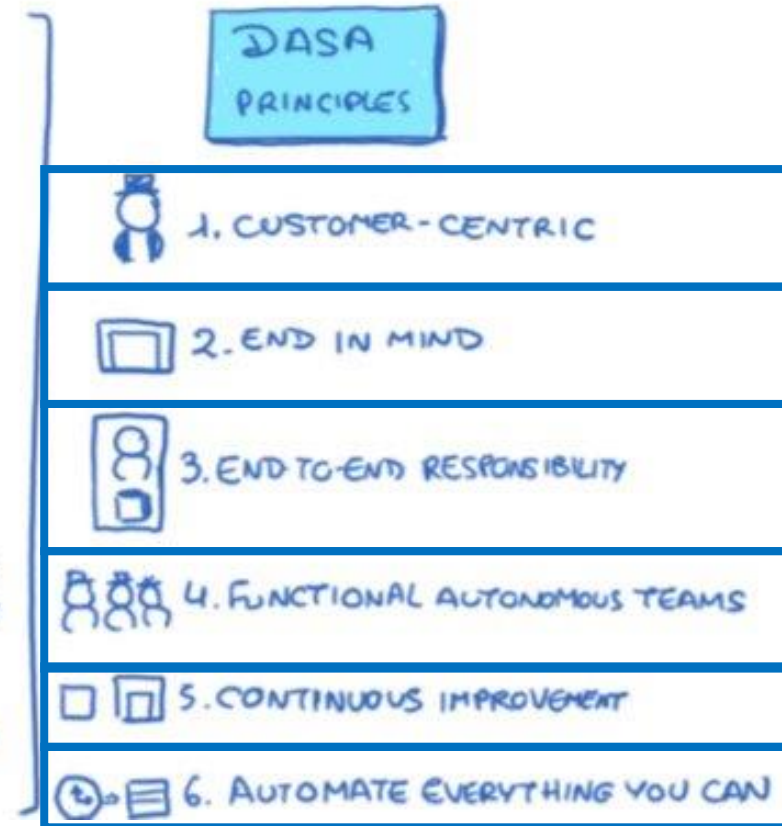 DASA
PRINCIPLES
1. CUSTOMER-CENTRIC
2. END IN MIND
3. END-TO-END RESPONSIBILITY
4. FUNCTIONAL AUTONOMOUS TEAMS
5. CONTINUOUS IMPROVEMENT
6. AUTOMATE EVERYTHING YOU CAN